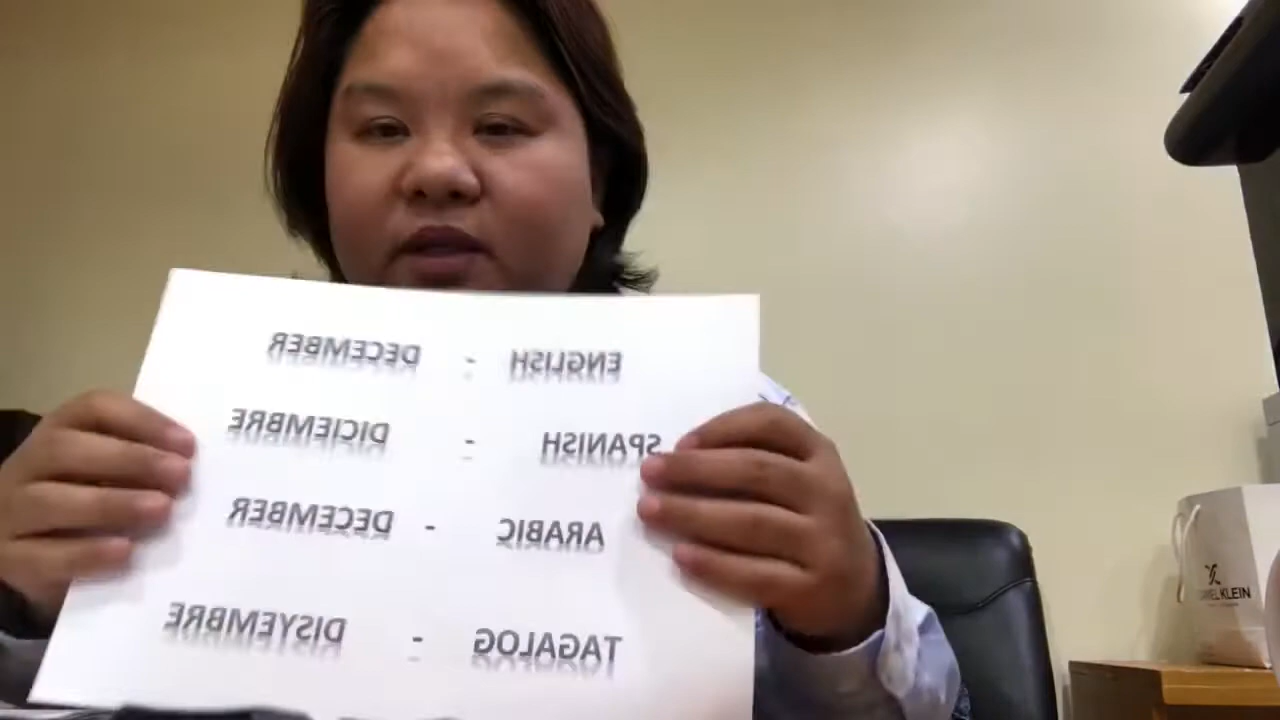 ENGLISH - DECEMBER
SPANISH - DICIEMBRE
ARABIC - DECEMBER
TAGALOG - DISYEMBRE
KLEIN